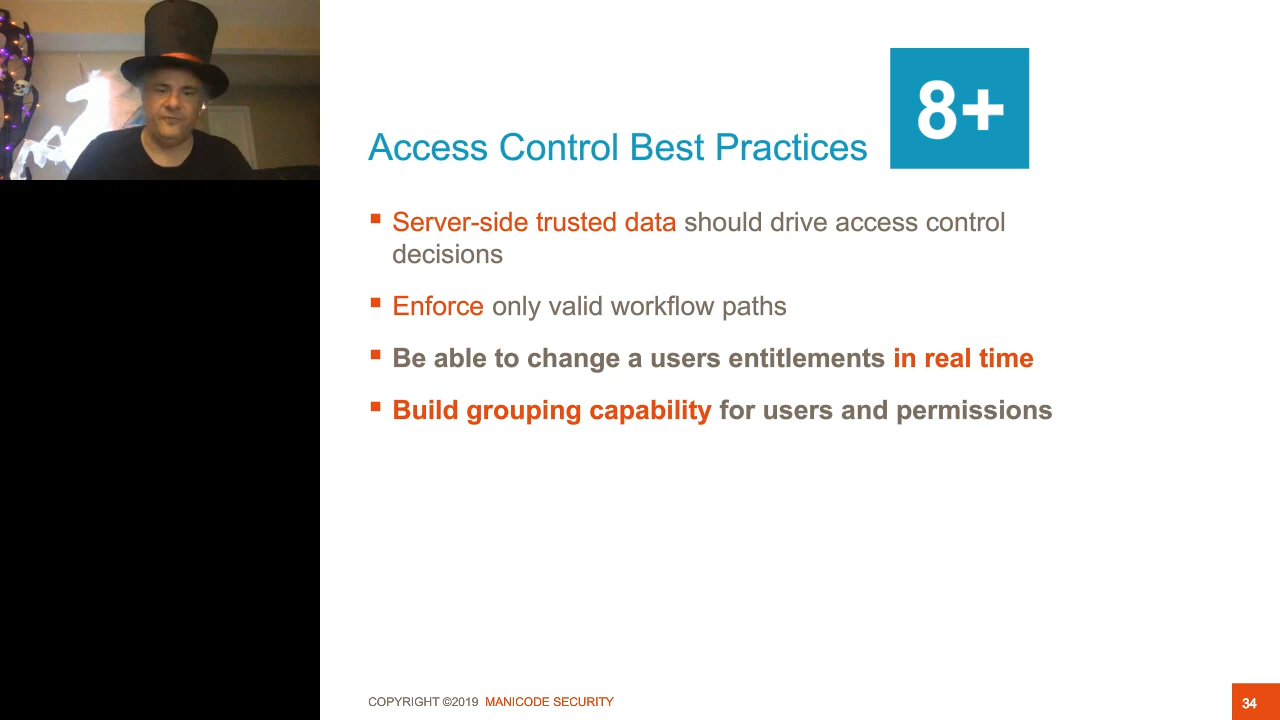 8+
Access Control Best Practices
Server-side trusted data should drive access control
decisions
Enforce only valid workflow paths
Be able to change a users entitlements in real time
Build grouping capability for users and permissions
COPYRIGHT ©2019 MANICODE SECURITY
34